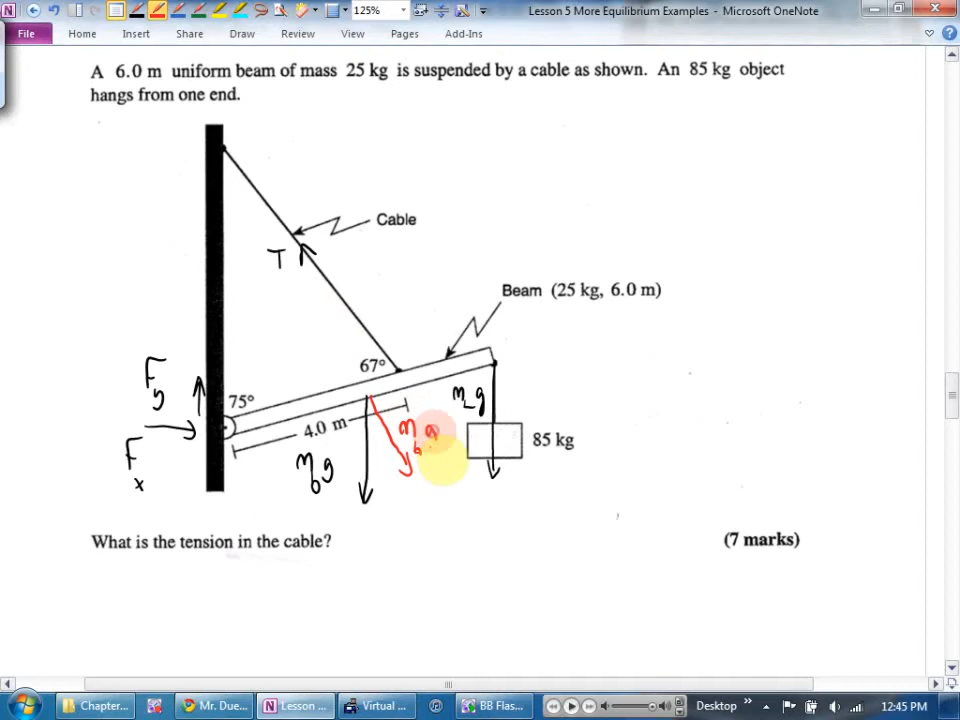 125%
Lesson 5 More Equilibrium Examples - Microsoft OneNote
File Home Insert Share Draw Review Pages View Add-Ins
A 6.0 m uniform beam of mass 25 kg is suspended by a cable as shown. An 85 kg object
hangs from one end.
Cable
T
Beam (25 kg, 6.0 m)
67°
F y
75°
m L g
4.0 m
m b g
F x
m b g
85 kg
What is the tension in the cable?
(7 marks)
Chapter...
Mr. Due...
Lesson ...
Virtual ...
BB Flas...
Desktop
12:45 PM